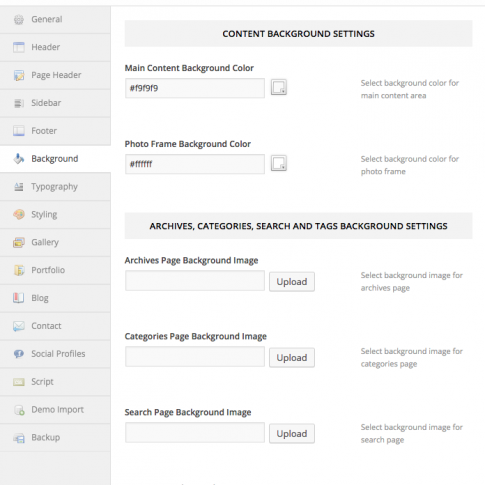 General
Header
Page Header
Sidebar
Footer
Background
Typography
Styling
Gallery
Portfolio
Blog
Contact
Social Profiles
Script
Demo Import
Backup
CONTENT BACKGROUND SETTINGS
Main Content Background Color
#f9f9f9
Select background color for
main content area
Photo Frame Background Color
#ffffff
Select background color for
photo frame
ARCHIVES, CATEGORIES, SEARCH AND TAGS BACKGROUND SETTINGS
Archives Page Background Image
Upload
Select background image for
archives page
Categories Page Background Image
Upload
Select background image for
categories page
Search Page Background Image
Upload
Select background image for
search page